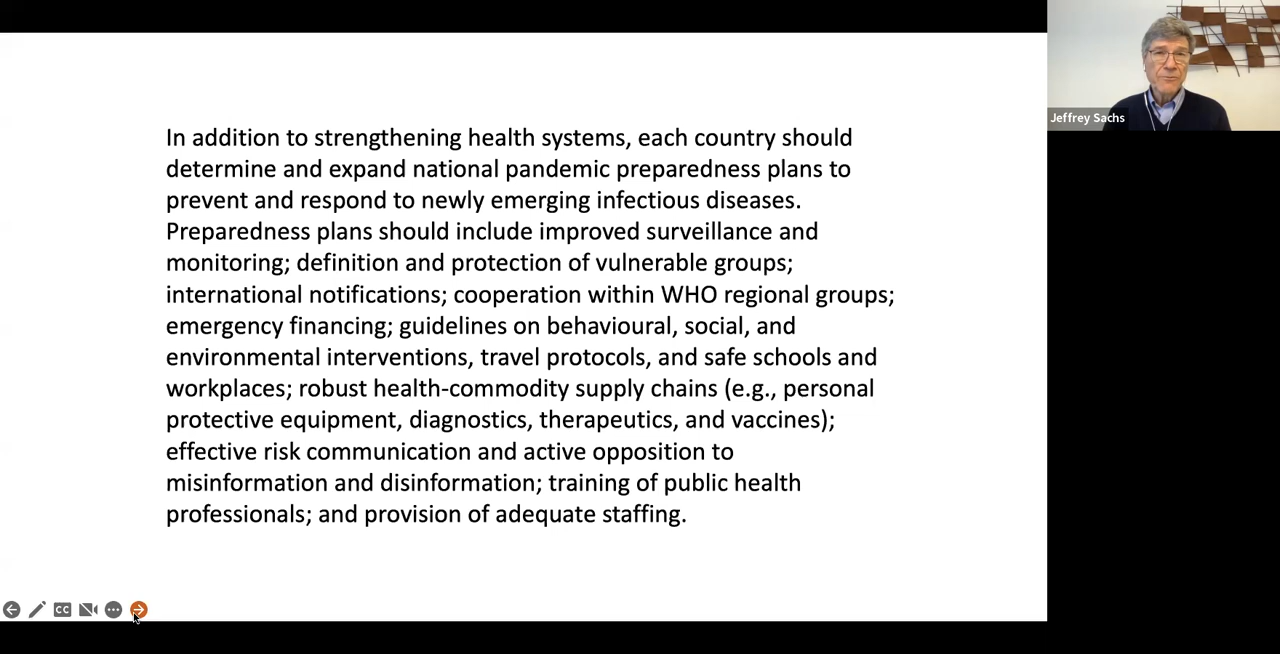 In addition to strengthening health systems, each country should
determine and expand national pandemic preparedness plans to
prevent and respond to newly emerging infectious diseases.
Preparedness plans should include improved surveillance and
monitoring; definition and protection of vulnerable groups;
international notifications; cooperation within WHO regional groups;
emergency financing; guidelines on behavioural, social, and
environmental interventions, travel protocols, and safe schools and
workplaces; robust health-commodity supply chains (e.g., personal
protective equipment, diagnostics, therapeutics, and vaccines);
effective risk communication and active opposition to
misinformation and disinformation; training of public health
professionals; and provision of adequate staffing.
Jeffrey Sachs
CC